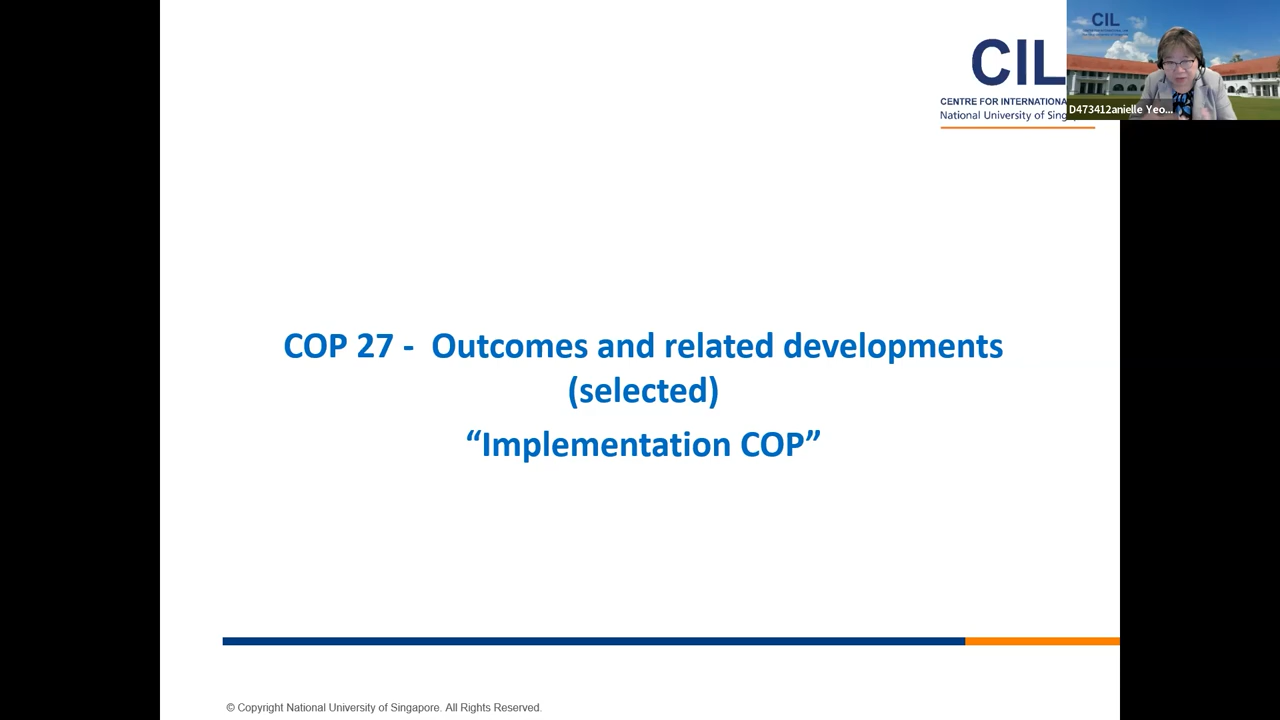 CIL
CENTRE FOR INTERNATIONA
National University of Sing
CIL
D473412anielle Yeo...
COP 27 - Outcomes and related developments
(selected)
“Implementation COP”
© Copyright National University of Singapore. All Rights Reserved.